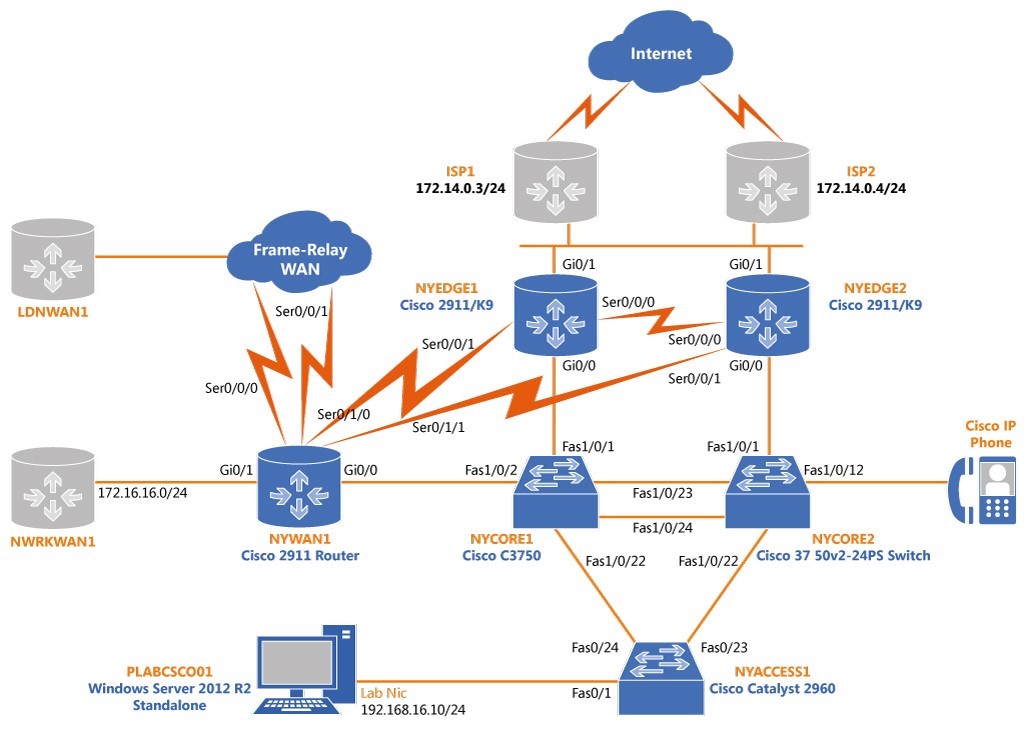 Internet
ISP1
172.14.0.3/24
ISP2
172.14.0.4/24
Frame-Relay
WAN
LDNWAN1
Gi0/1
Gi0/1
NYEDGE1
Cisco 2911/K9
NYEDGE2
Cisco 2911/K9
Ser0/0/0
Ser0/0/1
Ser0/0/1
Ser0/0/0
Gi0/0
Gi0/0
Ser0/0/1
Ser0/0/0
Ser0/1/0
Ser0/1/1
Cisco IP
Phone
Fas1/0/1
Fas1/0/1
Gi0/1
Gi0/0
Fas1/0/2
Fas1/0/12
172.16.16.0/24
Fas1/0/23
Fas1/0/24
NWRKWAN1
NYWAN1
Cisco 2911 Router
NYCORE1
Cisco C3750
NYCORE2
Cisco 37 50v2-24PS Switch
Fas1/0/22
Fas1/0/22
Fas0/24
Fas0/23
PLABCSCO01
Windows Server 2012 R2
Standalone
NYACCESS1
Cisco Catalyst 2960
Lab Nic
192.168.16.10/24
Fas0/1